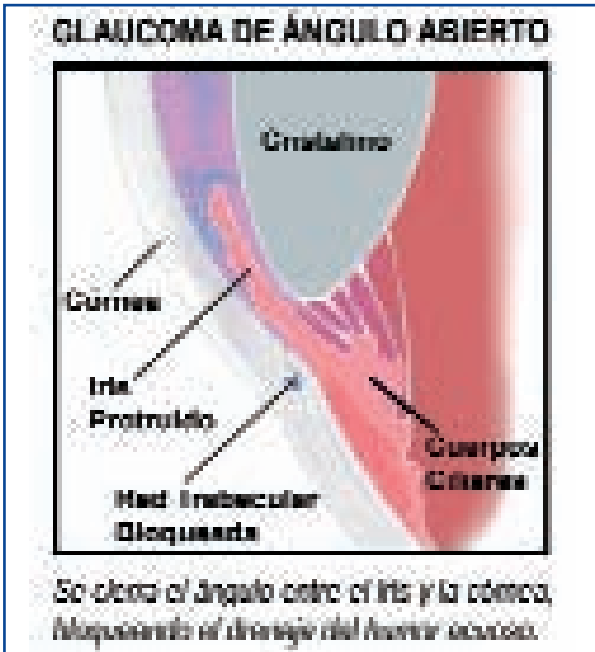 GLAUCOMA DE ÁNGULO ABIERTO
Cristalino
Córnea
Iris
Protruido
Red Trabecular
Bloqueada
Cuerpos
Ciliares
Se cierra el ángulo entre el iris y la córnea,
bloqueando el drenaje del humor acuoso.